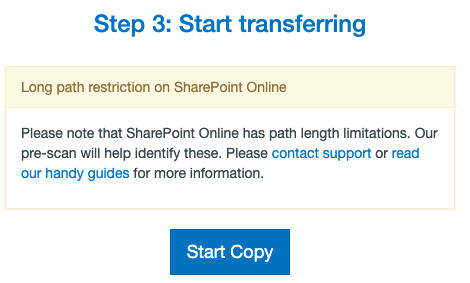 Step 3: Start transferring
Long path restriction on SharePoint Online
Please note that SharePoint Online has path length limitations. Our
pre-scan will help identify these. Please contact support or read
our handy guides for more information.
Start Copy